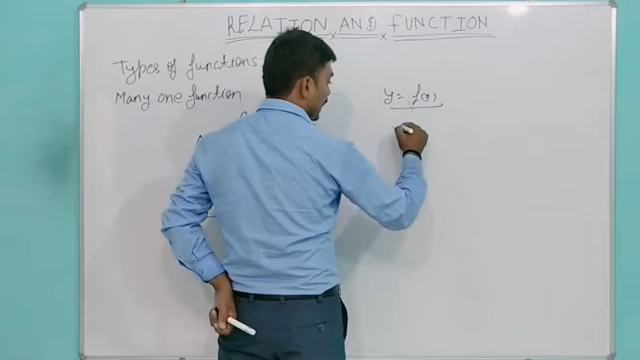 RELATION AND FUNCTION
Types of functions
Many one function
y = f(x)